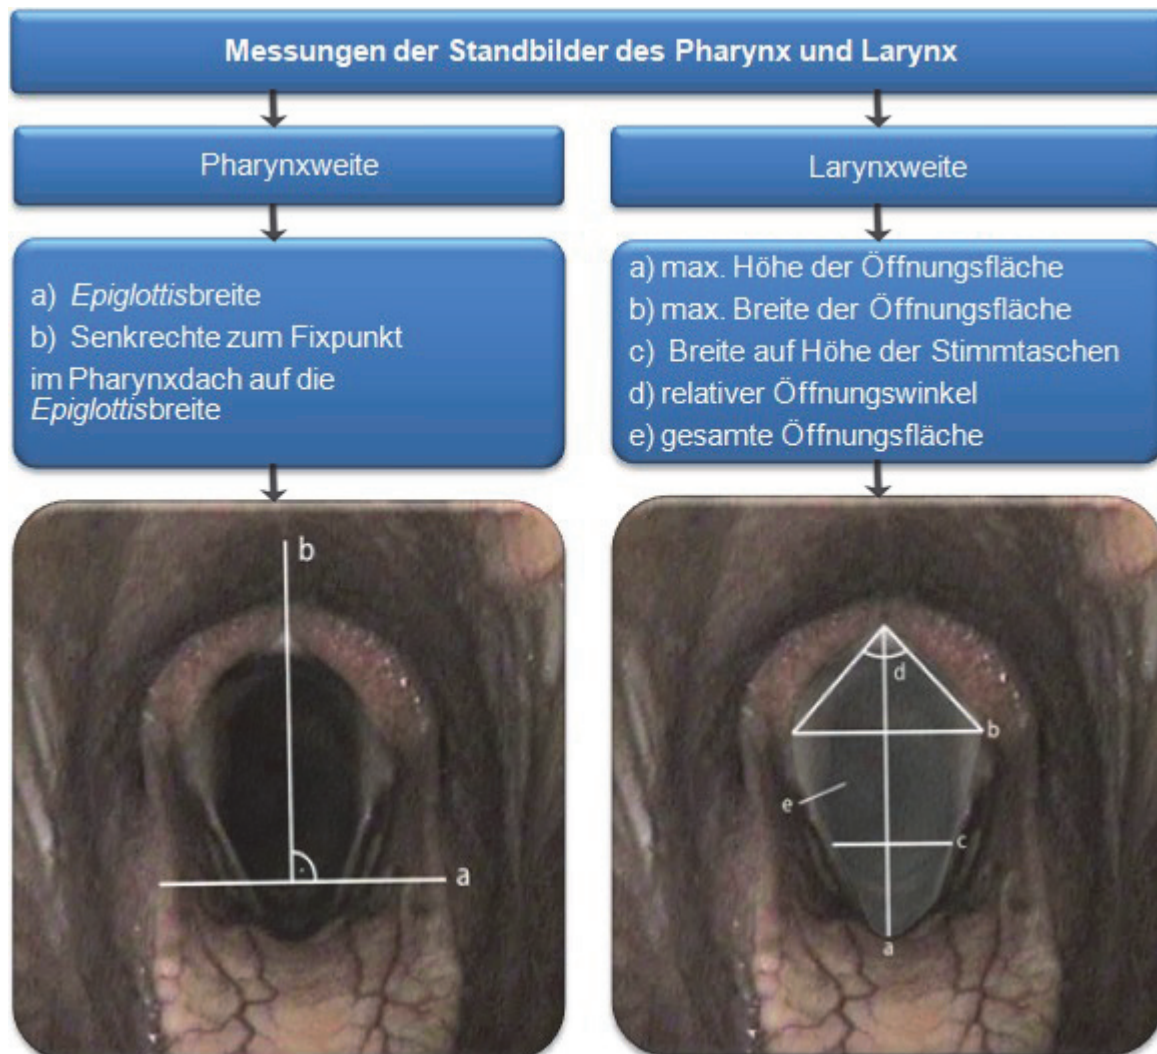 Messungen der Standbilder des Pharynx und Larynx
Pharynxweite
a) Epiglottisbreite
b) Senkrechte zum Fixpunkt
im Pharynxdach auf die
Epiglottisbreite
b
a
Larynxweite
a) max. Höhe der Öffnungsfläche
b) max. Breite der Öffnungsfläche
c) Breite auf Höhe der Stimmtaschen
d) relativer Öffnungswinkel
e) gesamte Öffnungsfläche
d
b
e
c
a